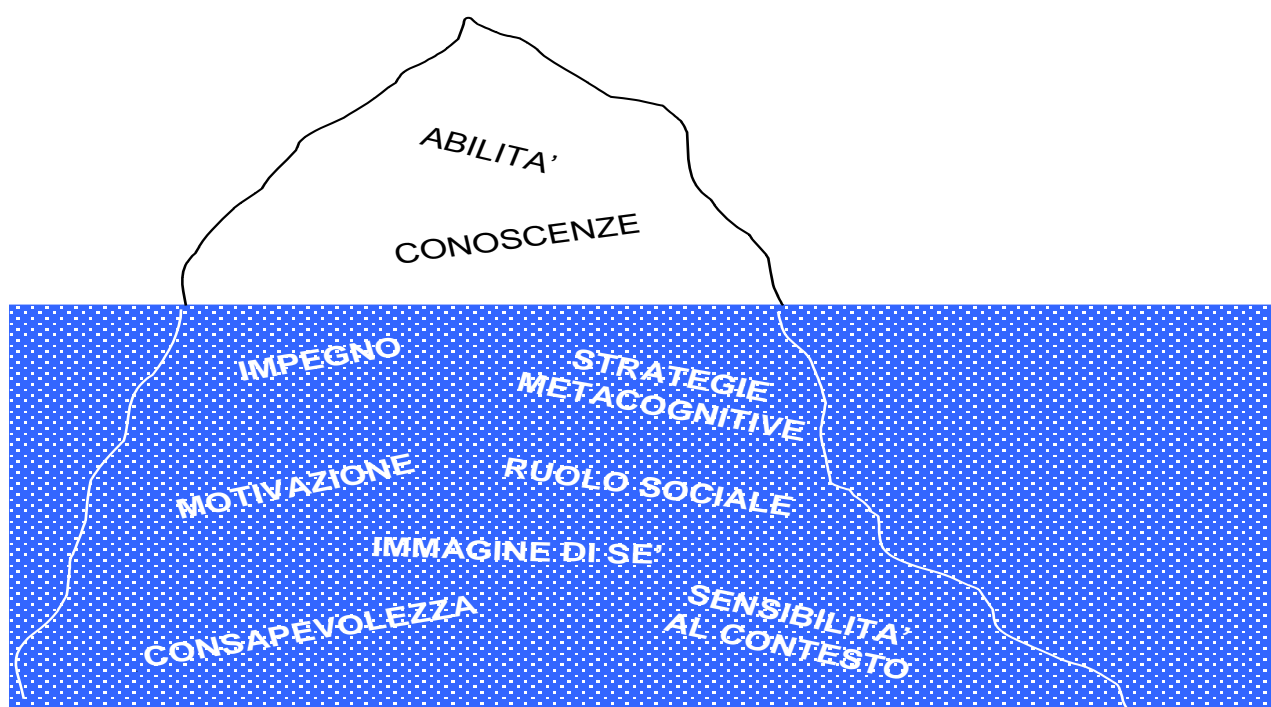 ABILITA’
CONOSCENZE
IMPEGNO
STRATEGIE
METACOGNITIVE
MOTIVAZIONE
RUOLO SOCIALE
IMMAGINE DI SE’
CONSAPEVOLEZZA
SENSIBILITA’
AL CONTESTO